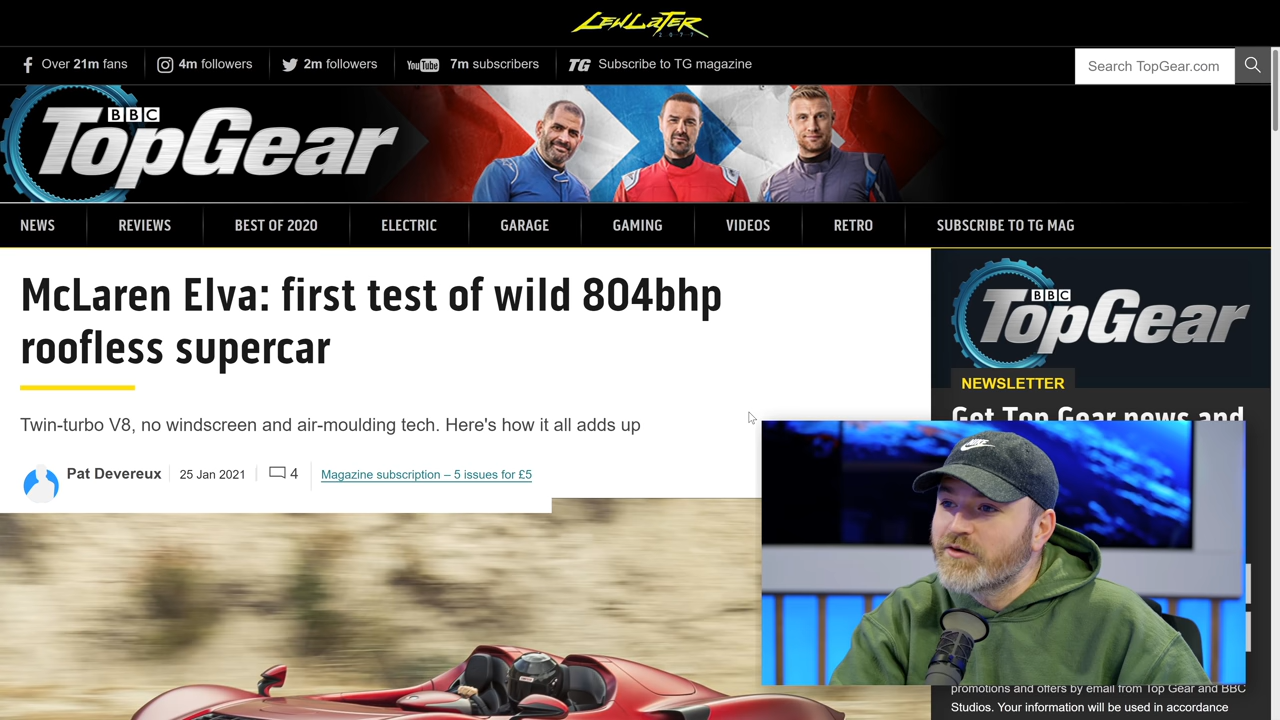 LEWLATER
2077
Over 21m fans
4m followers
2m followers
YouTube 7m subscribers
TG Subscribe to TG magazine
Search TopGear.com
BBC
TopGear
NEWS
REVIEWS
BEST OF 2020
ELECTRIC
GARAGE
GAMING
VIDEOS
RETRO
SUBSCRIBE TO TG MAG
McLaren Elva: first test of wild 804bhp
roofless supercar
Twin-turbo V8, no windscreen and air-moulding tech. Here's how it all adds up
Pat Devereux
25 Jan 2021
4
Magazine subscription – 5 issues for £5
BBC
TopGear
NEWSLETTER
Get Top Gear news and
promotions and offers by email from Top Gear and BBC
Studios. Your information will be used in accordance